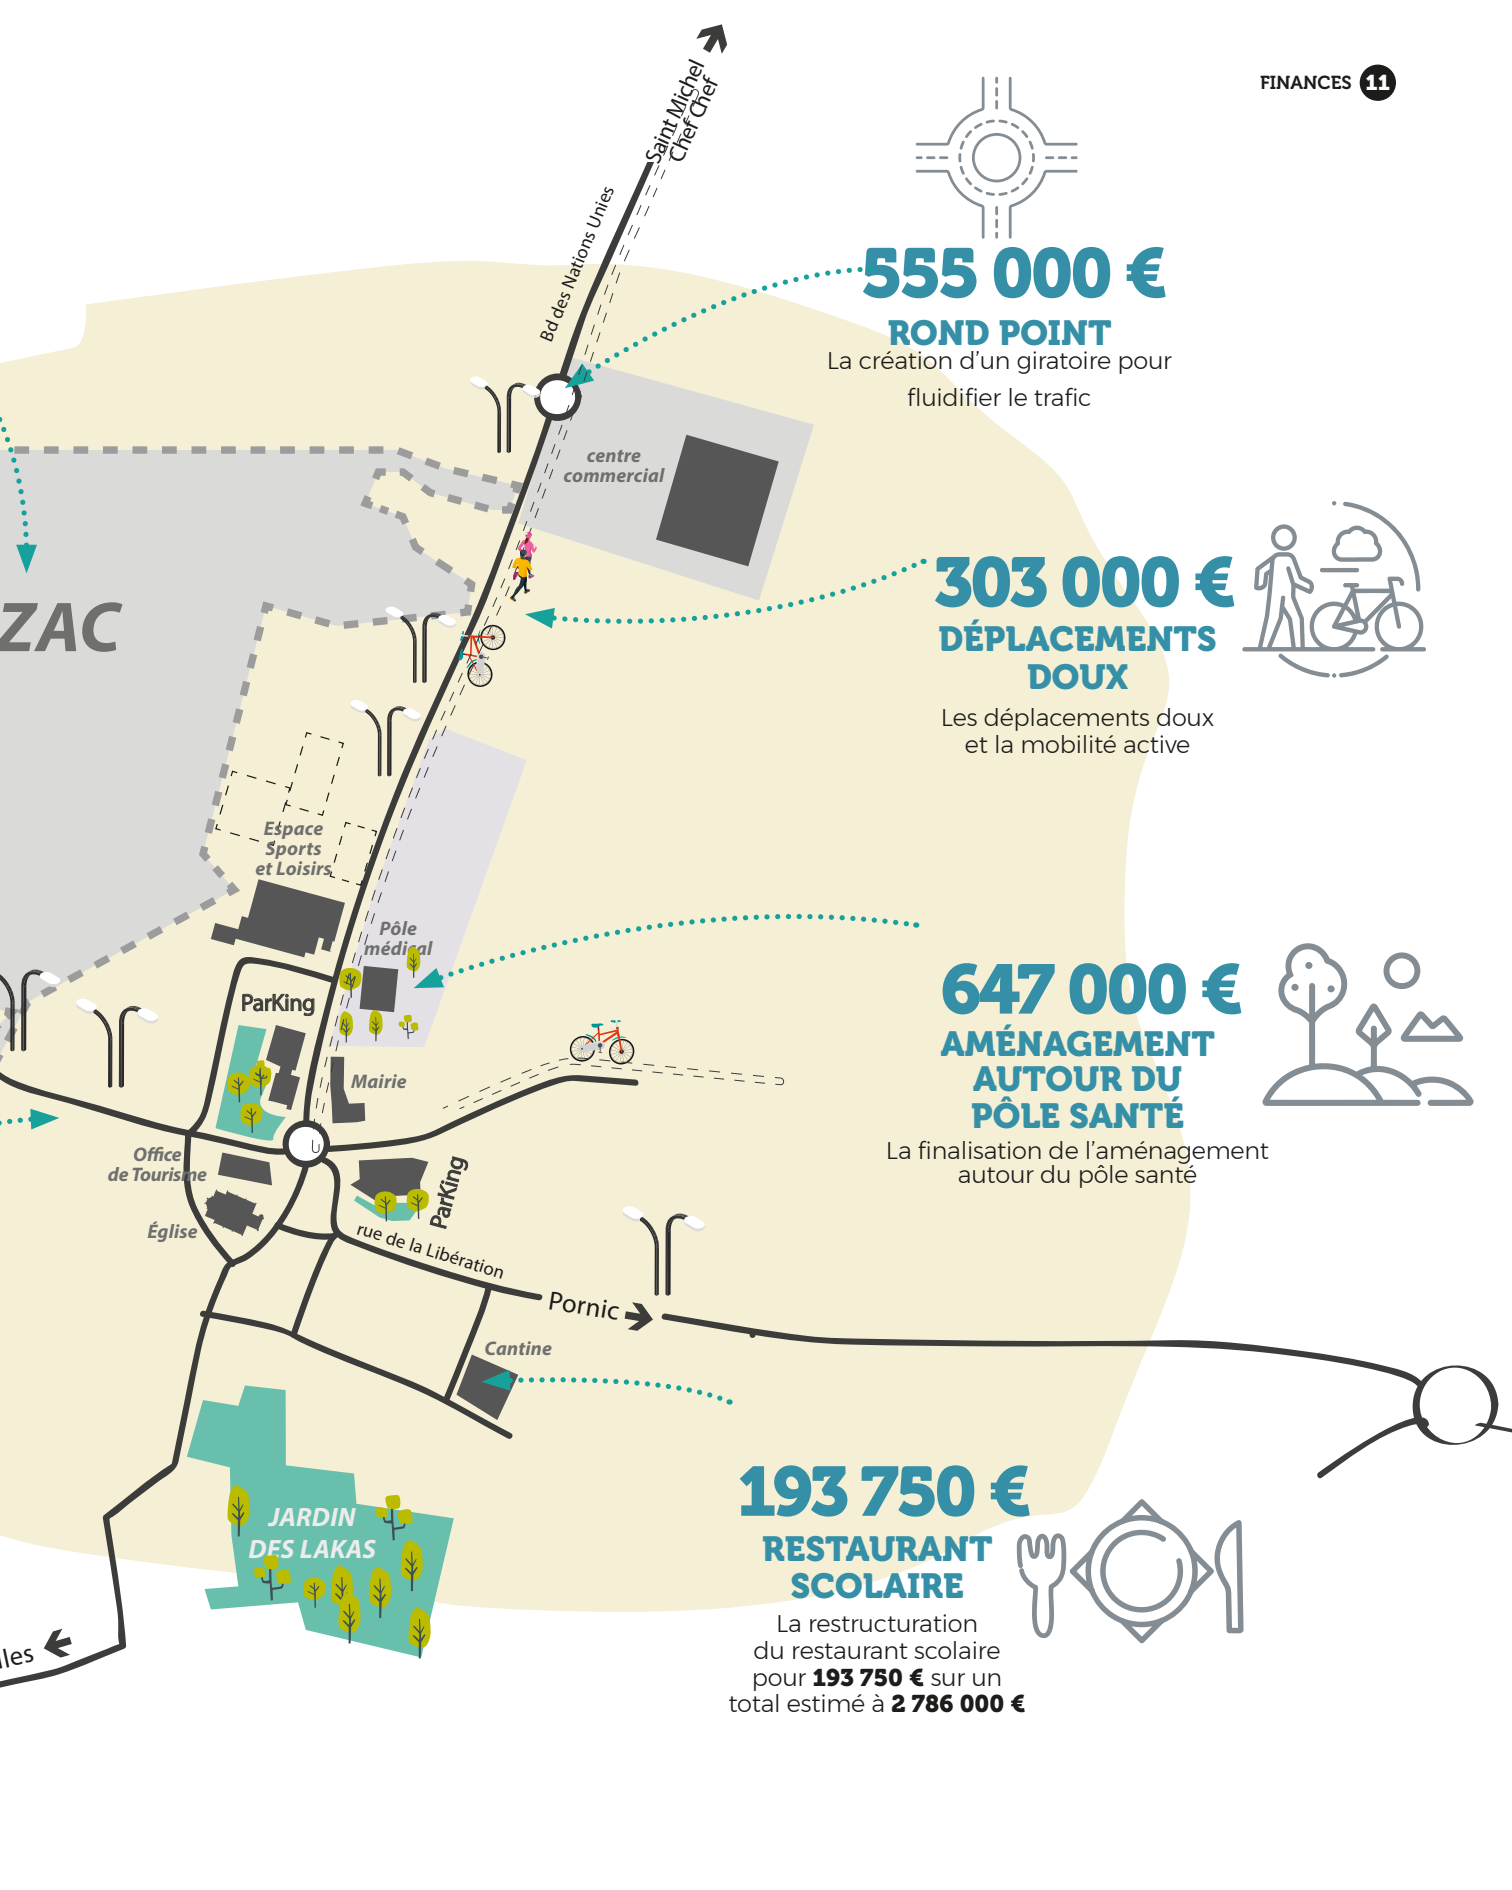 FINANCES 11
Saint Michel
Chef Chef
Bd des Nations Unies
555 000 €
ROND POINT
La création d'un giratoire pour
fluidifier le trafic
centre
commercial
303 000 €
DÉPLACEMENTS
DOUX
Les déplacements doux
et la mobilité active
ZAC
Espace
Sports
et Loisirs
Pôle
médical
647 000 €
AMÉNAGEMENT
AUTOUR DU
PÔLE SANTÉ
La finalisation de l'aménagement
autour du pôle santé
ParKing
Mairie
Office
de Tourisme
Église
ParKing
rue de la Libération
Pornic
Cantine
193 750 €
RESTAURANT
SCOLAIRE
La restructuration
du restaurant scolaire
pour 193 750 € sur un
total estimé à 2 786 000 €
JARDIN
DES LAKAS